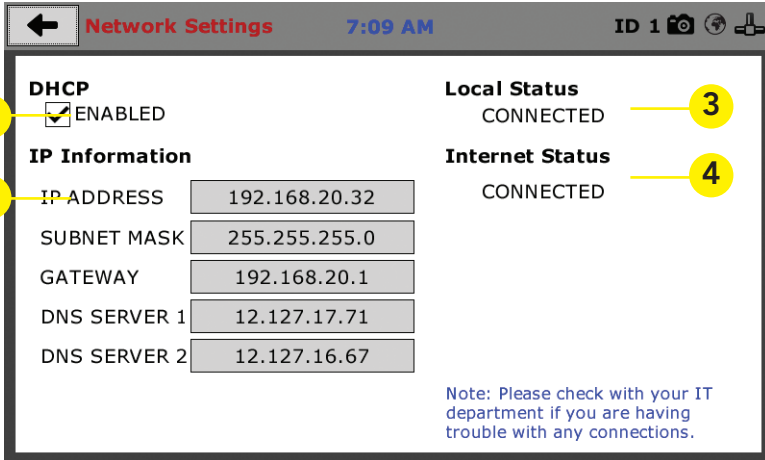 Network Settings 7:09 AM ID 1
DHCP
ENABLED
Local Status
CONNECTED
3
IP Information
Internet Status
CONNECTED
4
IP ADDRESS 192.168.20.32
SUBNET MASK 255.255.255.0
GATEWAY 192.168.20.1
DNS SERVER 1 12.127.17.71
DNS SERVER 2 12.127.16.67
Note: Please check with your IT
department if you are having
trouble with any connections.